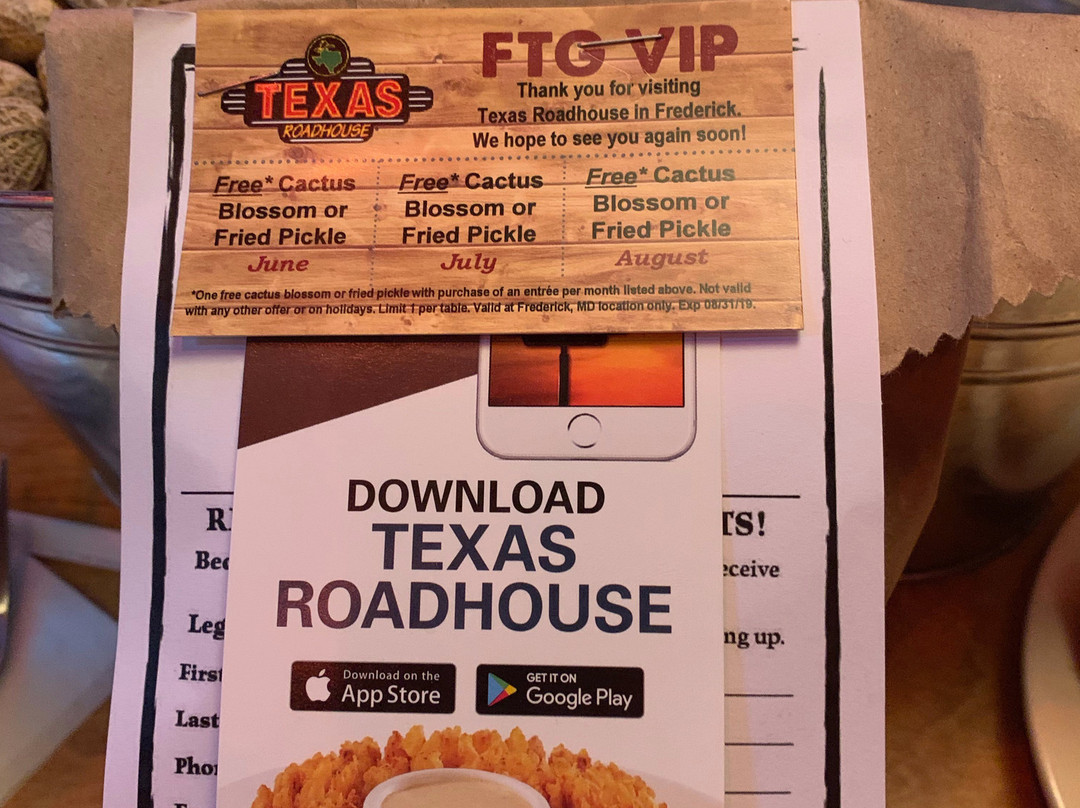 FTG VIP
TEXAS
ROADHOUSE
Thank you for visiting
Texas Roadhouse in Frederick.
We hope to see you again soon!
Free* Cactus
Blossom or
Fried Pickle
June
Free* Cactus
Blossom or
Fried Pickle
July
Free* Cactus
Blossom or
Fried Pickle
August
*One free cactus blossom or fried pickle with purchase of an entrée per month listed above. Not valid
with any other offer or on holidays. Limit 1 per table. Valid at Frederick, MD location only. Exp 08/31/19.
DOWNLOAD
TEXAS
ROADHOUSE
Download on the
App Store
GET IT ON
Google Play
TS!
eceive
Leg
ng up.
First
Last